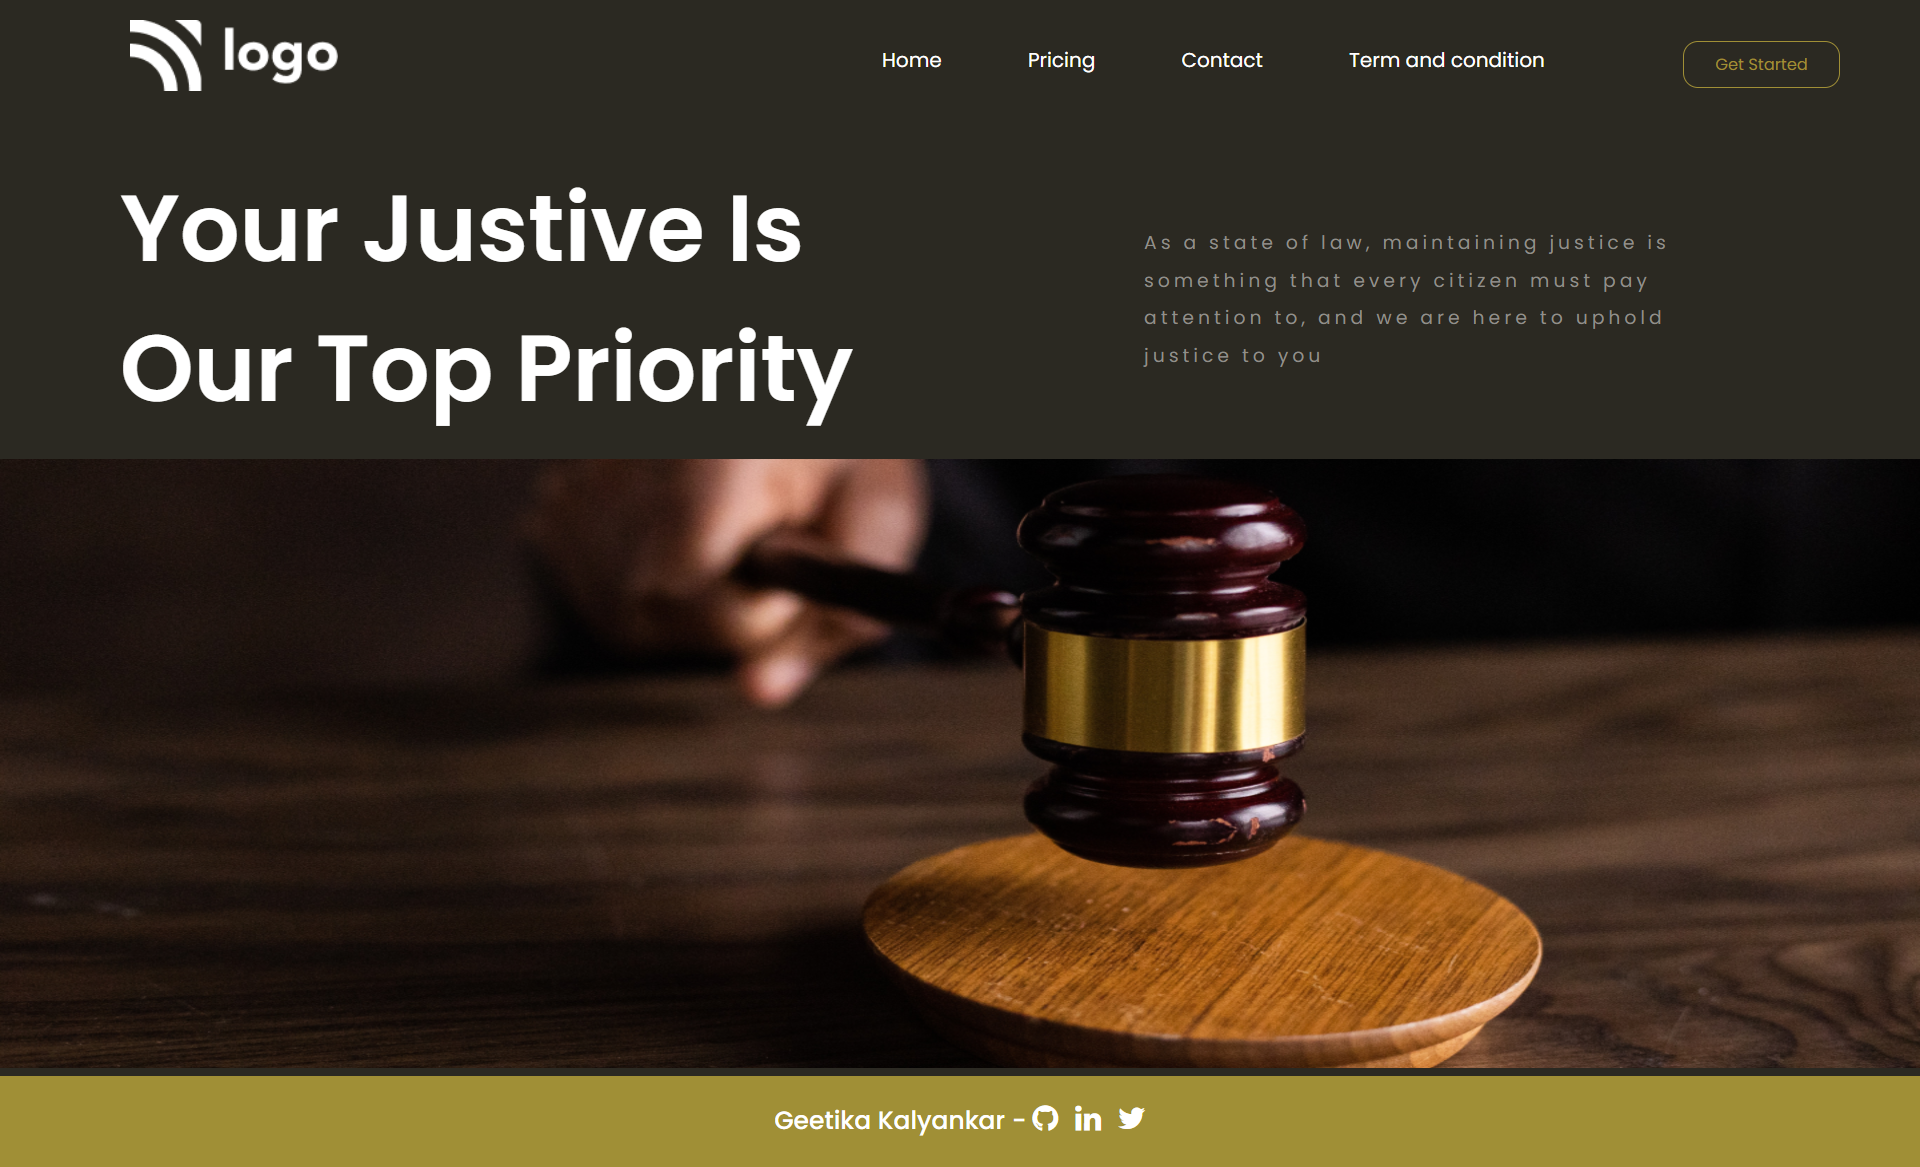 logo
Home Pricing Contact Term and condition Get Started
Your Justive Is
Our Top Priority
As a state of law, maintaining justice is
something that every citizen must pay
attention to, and we are here to uphold
justice to you
Geetika Kalyankar -